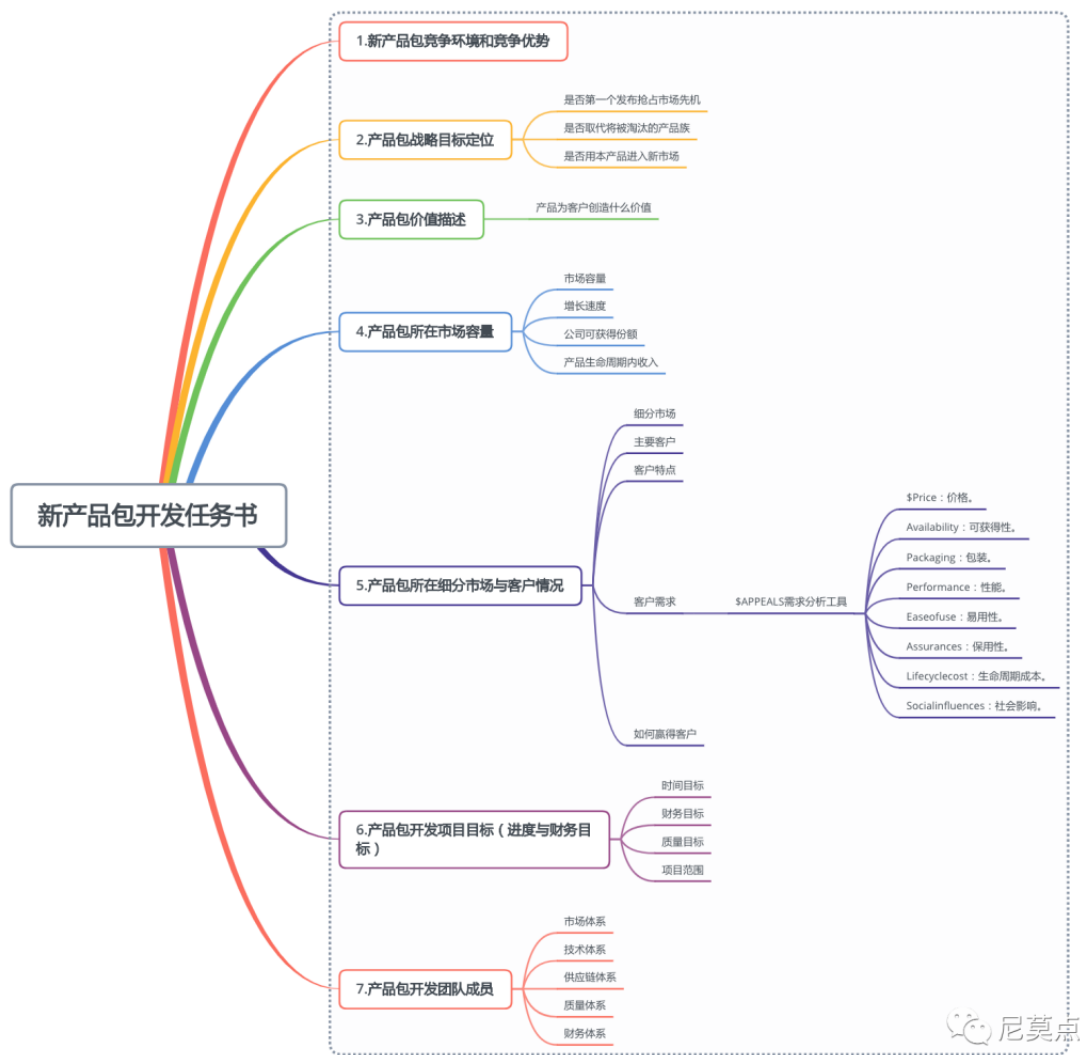 1.新产品包竞争环境和竞争优势
是否第一个发布抢占市场先机
2.产品包战略目标定位
是否取代将被淘汰的产品族
是否用本产品进入新市场
3.产品包价值描述
产品为客户创造什么价值
市场容量
增长速度
4.产品包所在市场容量
公司可获得份额
产品生命周期内收入
新产品包开发任务书
细分市场
主要客户
客户特点
5.产品包所在细分市场与客户情况
客户需求
$APPEALS需求分析工具
$Price：价格。
Availability：可获得性。
Packaging：包装。
Performance：性能。
Easeofuse：易用性。
Assurances：保用性。
Lifecyclecost：生命周期成本。
Socialinfluences：社会影响。
如何赢得客户
6.产品包开发项目目标（进度与财务目
标）
时间目标
财务目标
质量目标
项目范围
7.产品包开发团队成员
市场体系
技术体系
供应链体系
质量体系
财务体系
尼莫点